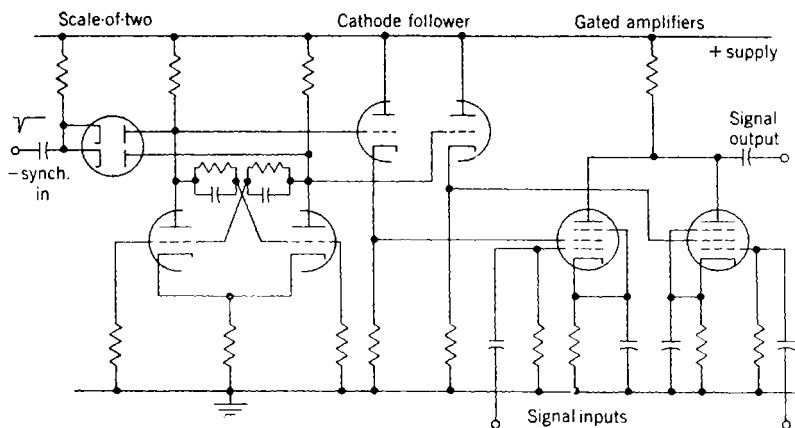 Scale-of-two
Cathode follower
Gated amplifiers
+ supply
Signal
output
- synch.
in
Signal inputs